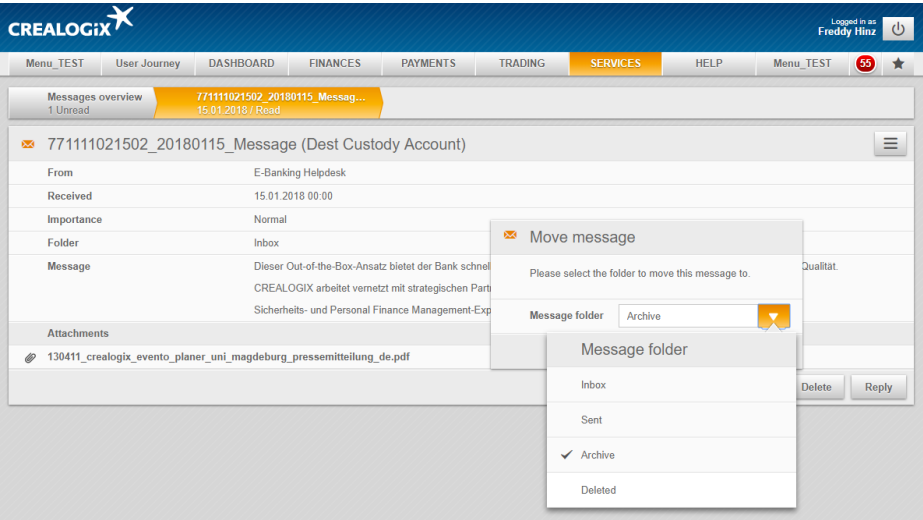 CREALOGIX
Logged in as
Freddy Hinz
Menu_TEST User Journey DASHBOARD FINANCES PAYMENTS TRADING SERVICES HELP Menu_TEST 55
Messages overview
1 Unread
771111021502_20180115_Messag...
15.01.2018 / Read
771111021502_20180115_Message (Dest Custody Account)
From E-Banking Helpdesk
Received 15.01.2018 00:00
Importance Normal
Folder Inbox
Message Dieser Out-of-the-Box-Ansatz bietet der Bank schnel Qualität.
CREALOGIX arbeitet vernetzt mit strategischen Part
Sicherheits- und Personal Finance Management-Exp
Attachments
130411_crealogix_evento_planer_uni_magdeburg_pressemitteilung_de.pdf
Delete Reply
Move message
Please select the folder to move this message to.
Message folder Archive
Message folder
Inbox
Sent
Archive
Deleted